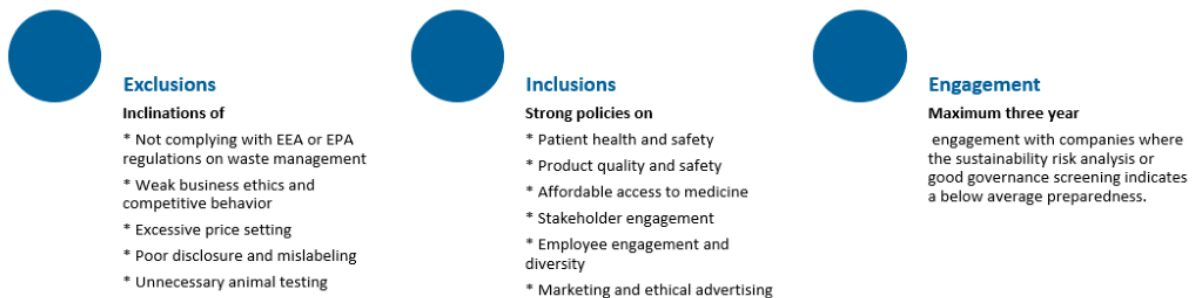 Exclusions
Inclinations of
* Not complying with EEA or EPA
regulations on waste management
* Weak business ethics and
competitive behavior
* Excessive price setting
* Poor disclosure and mislabeling
* Unnecessary animal testing
Inclusions
Strong policies on
* Patient health and safety
* Product quality and safety
* Affordable access to medicine
* Stakeholder engagement
* Employee engagement and
diversity
* Marketing and ethical advertising
Engagement
Maximum three year
engagement with companies where
the sustainability risk analysis or
good governance screening indicates
a below average preparedness.